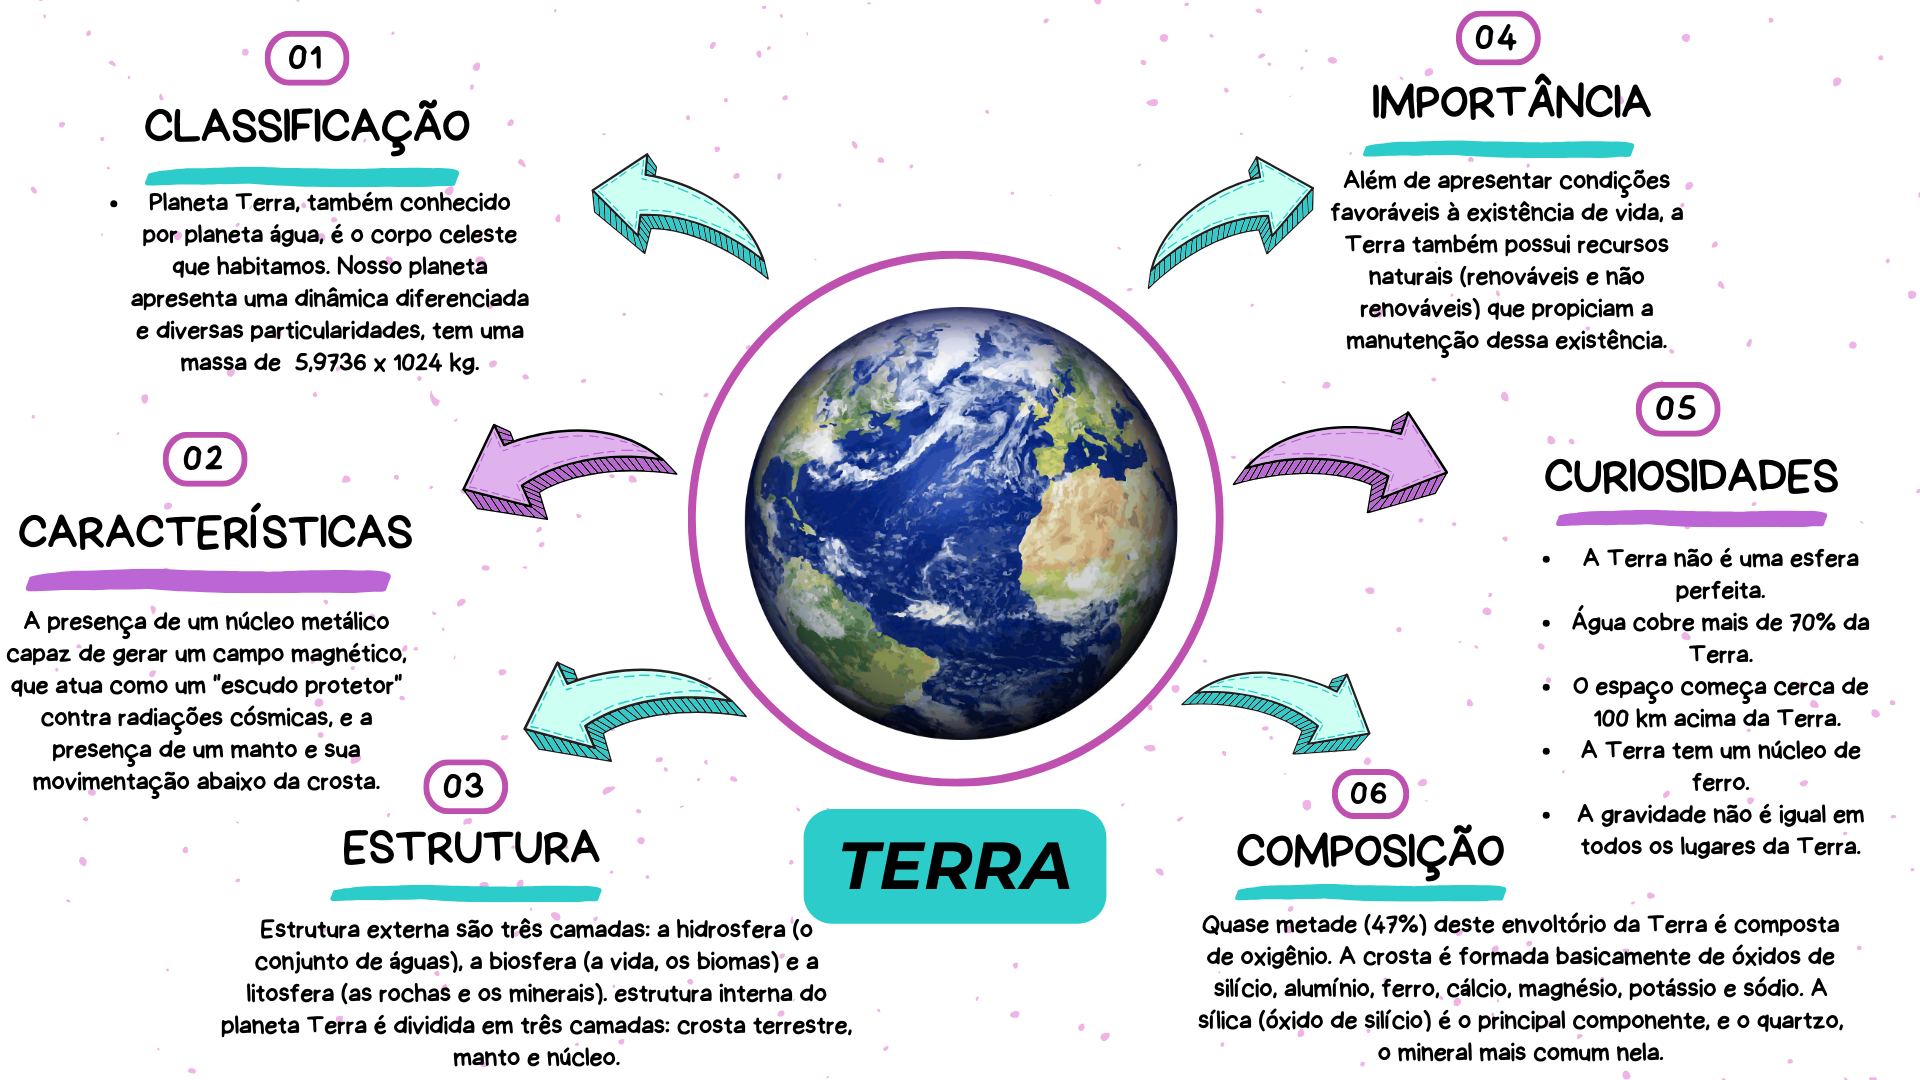 01
CLASSIFICAÇÃO
• Planeta Terra, também conhecido
por planeta água, é o corpo celeste
que habitamos. Nosso planeta
apresenta uma dinâmica diferenciada
e diversas particularidades, tem uma
massa de  5,9736 x 1024 kg.
02
CARACTERÍSTICAS
A presença de um núcleo metálico
capaz de gerar um campo magnético,
que atua como um "escudo protetor"
contra radiações cósmicas, e a
presença de um manto e sua
movimentação abaixo da crosta.
03
ESTRUTURA
Estrutura externa são três camadas: a hidrosfera (o
conjunto de águas), a biosfera (a vida, os biomas) e a
litosfera (as rochas e os minerais). estrutura interna do
planeta Terra é dividida em três camadas: crosta terrestre,
manto e núcleo.
TERRA
04
IMPORTÂNCIA
Além de apresentar condições
favoráveis à existência de vida, a
Terra também possui recursos
naturais (renováveis e não
renováveis) que propiciam a
manutenção dessa existência.
05
CURIOSIDADES
• A Terra não é uma esfera
perfeita.
• Água cobre mais de 70% da
Terra.
• O espaço começa cerca de
100 km acima da Terra.
• A Terra tem um núcleo de
ferro.
• A gravidade não é igual em
todos os lugares da Terra.
06
COMPOSIÇÃO
Quase metade (47%) deste envoltório da Terra é composta
de oxigênio. A crosta é formada basicamente de óxidos de
silício, alumínio, ferro, cálcio, magnésio, potássio e sódio. A
sílica (óxido de silício) é o principal componente, e o quartzo,
o mineral mais comum nela.